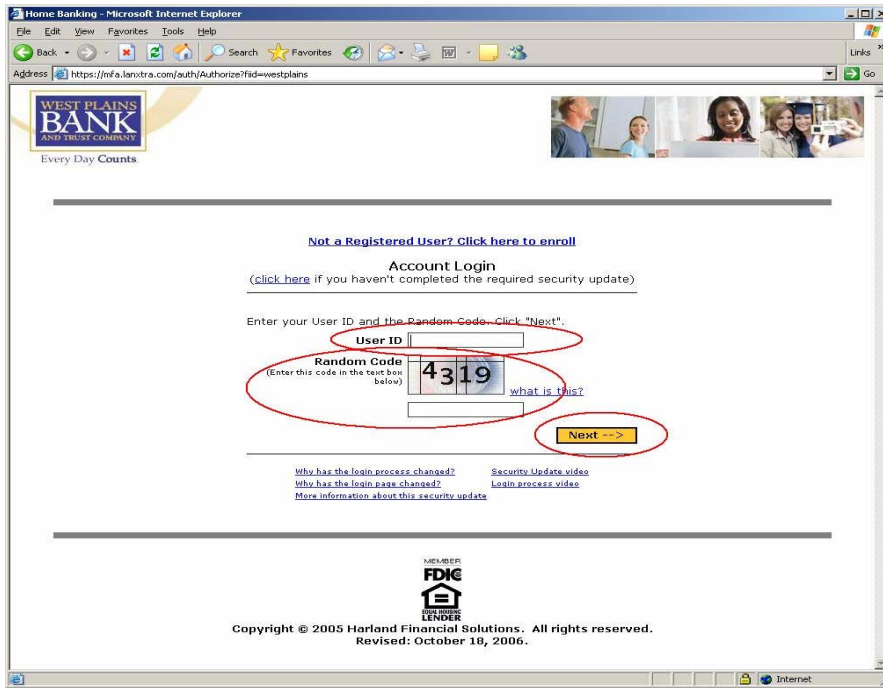 Home Banking - Microsoft Internet Explorer
File Edit View Favorites Tools Help
Back Search Favorites Links
Address https://mfa.lanxtra.com/auth/Authorize?fiid=westplains Go
WEST PLAINS
BANK
AND TRUST COMPANY
Every Day Counts.
Not a Registered User? Click here to enroll
Account Login
(click here if you haven't completed the required security update)
Enter your User ID and the Random Code. Click "Next".
User ID
Random Code
(Enter this code in the text box
below)
4319
what is this?
Next -->
Why has the login process changed? Security Update video
Why has the login page changed? Login process video
More information about this security update
MEMBER
FDIC
EQUAL HOUSING
LENDER
Copyright © 2005 Harland Financial Solutions. All rights reserved.
Revised: October 18, 2006.
Internet